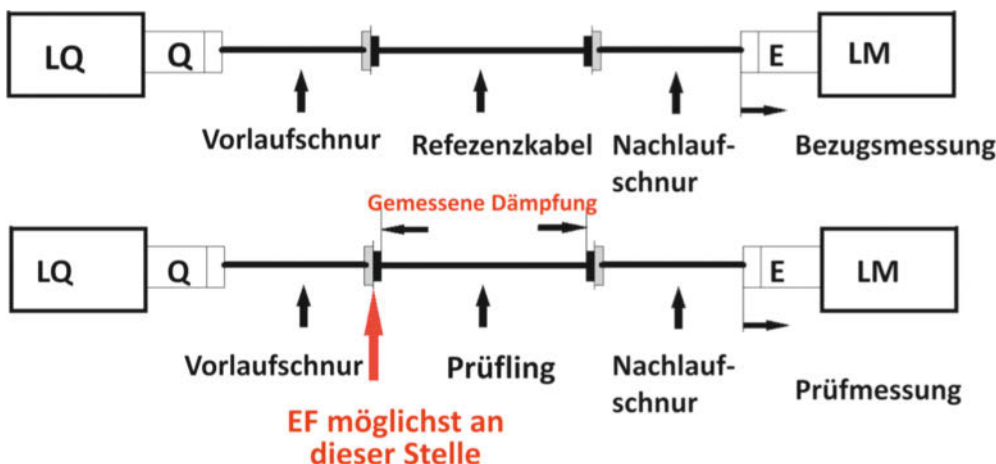 LQ Q E LM
Vorlaufschnur Refezenzkabel Nachlauf-
schnur
Bezugsmessung
Gemessene Dämpfung
LQ Q E LM
Vorlaufschnur Prüfling Nachlauf-
schnur
Prüfmessung
EF möglichst an
dieser Stelle